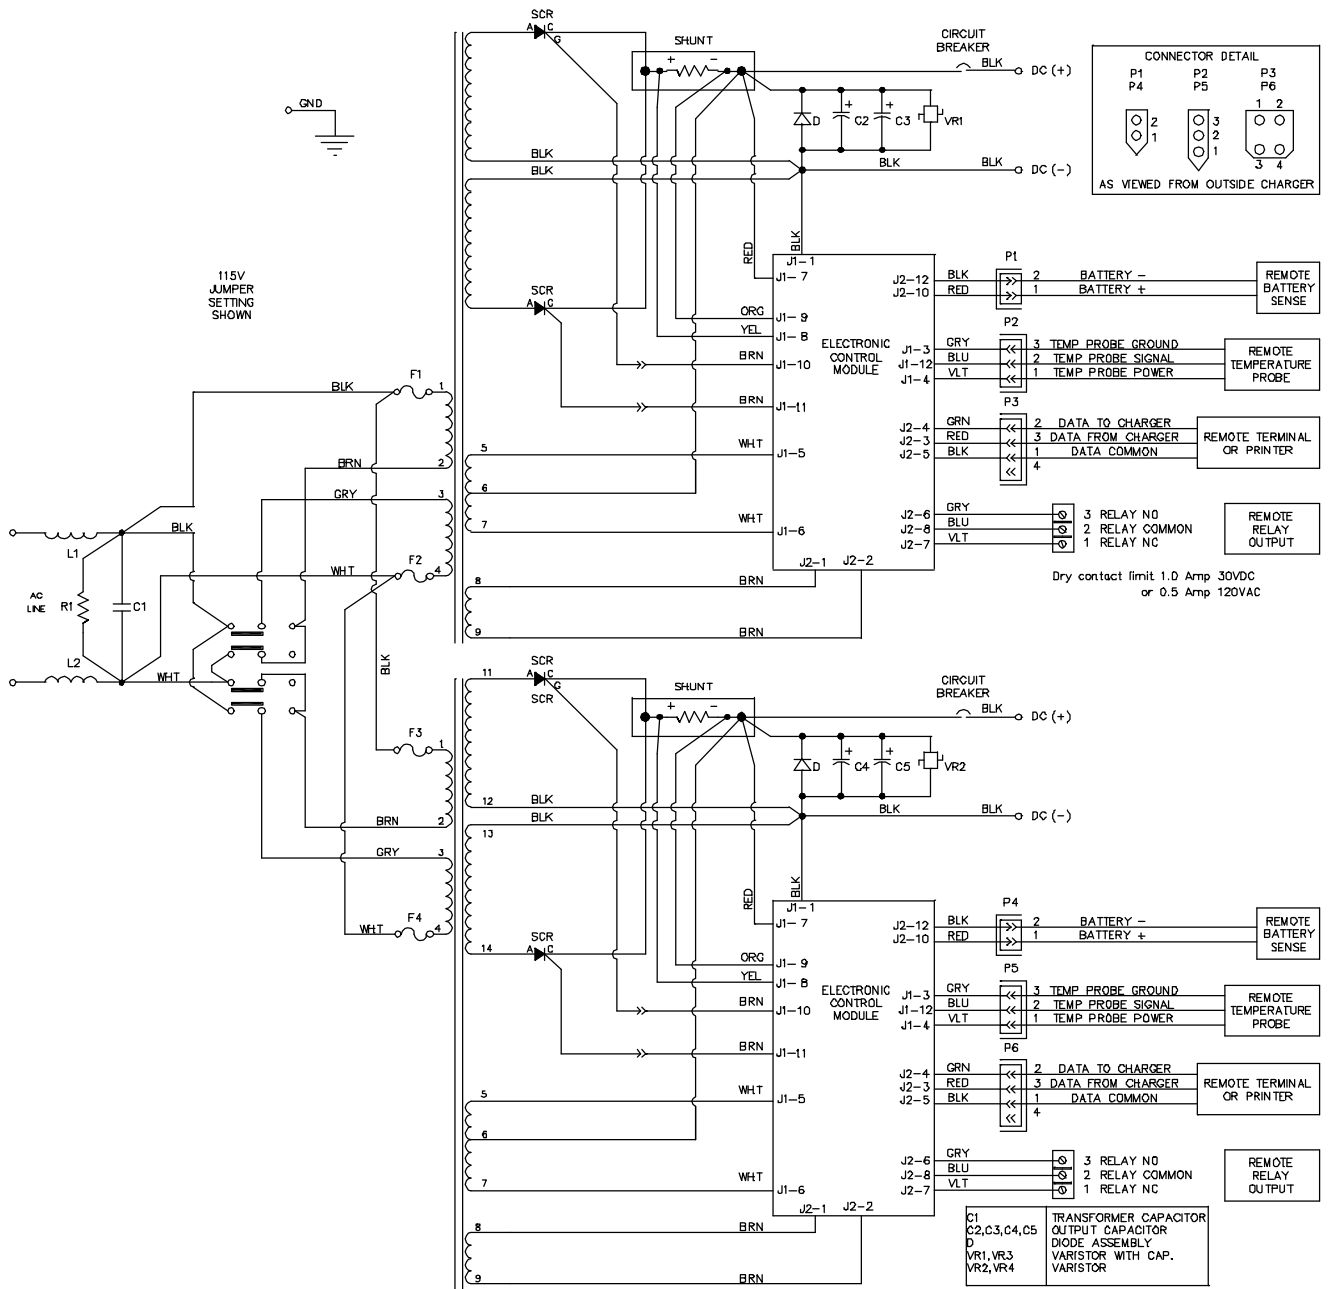 SCR
A C
G
SHUNT
+ -
CIRCUIT
BREAKER
BLK
DC (+)
CONNECTOR DETAIL
P1 P2 P3
P4 P5 P6
2
1
3
2
1
1 2
3 4
AS VIEWED FROM OUTSIDE CHARGER
GND
D
+
C2
+
C3
VR1
BLK
BLK
BLK
BLK
DC (-)
RED
BLK
115V
JUMPER
SETTING
SHOWN
SCR
A C
J1-1
J1-7
ORG
J1-9
YEL
J1-8
BRN
J1-10
BRN
J1-11
WHT
J1-5
WHT
J1-6
J2-1 J2-2
ELECTRONIC
CONTROL
MODULE
J2-12 BLK
J2-10 RED
P1
2 BATTERY -
1 BATTERY +
REMOTE
BATTERY
SENSE
P2
J1-3 GRY 3 TEMP PROBE GROUND
J1-12 BLU 2 TEMP PROBE SIGNAL
J1-4 VLT 1 TEMP PROBE POWER
REMOTE
TEMPERATURE
PROBE
P3
J2-4 GRN 2 DATA TO CHARGER
J2-3 RED 3 DATA FROM CHARGER
J2-5 BLK 1 DATA COMMON
4
REMOTE TERMINAL
OR PRINTER
J2-6 GRY 3 RELAY NO
J2-8 BLU 2 RELAY COMMON
J2-7 VLT 1 RELAY NC
REMOTE
RELAY
OUTPUT
Dry contact limit 1.0 Amp 30VDC
or 0.5 Amp 120VAC
BLK
F1
1
BRN
2
GRY
3
WHT
F2
4
5
6
7
8
BRN
9
BRN
BLK
L1
AC
LINE
R1
C1
L2
WHT
BLK
F3
1
BRN
2
GRY
3
WHT
F4
4
11
SCR
A C
G
SCR
SHUNT
+ -
CIRCUIT
BREAKER
BLK
DC (+)
D
+
C4
+
C5
VR2
12
BLK
BLK
13
BLK
BLK
DC (-)
RED
BLK
14
SCR
A C
J1-1
J1-7
ORG
J1-9
YEL
J1-8
BRN
J1-10
BRN
J1-11
5
WHT
J1-5
6
7
WHT
J1-6
J2-1 J2-2
8
BRN
9
BRN
ELECTRONIC
CONTROL
MODULE
J2-12 BLK
J2-10 RED
P4
2 BATTERY -
1 BATTERY +
REMOTE
BATTERY
SENSE
P5
J1-3 GRY 3 TEMP PROBE GROUND
J1-12 BLU 2 TEMP PROBE SIGNAL
J1-4 VLT 1 TEMP PROBE POWER
REMOTE
TEMPERATURE
PROBE
P6
J2-4 GRN 2 DATA TO CHARGER
J2-3 RED 3 DATA FROM CHARGER
J2-5 BLK 1 DATA COMMON
4
REMOTE TERMINAL
OR PRINTER
J2-6 GRY 3 RELAY NO
J2-8 BLU 2 RELAY COMMON
J2-7 VLT 1 RELAY NC
REMOTE
RELAY
OUTPUT
C1 TRANSFORMER CAPACITOR
C2,C3,C4,C5 OUTPUT CAPACITOR
D DIODE ASSEMBLY
VR1,VR3 VARISTOR WITH CAP.
VR2,VR4 VARISTOR